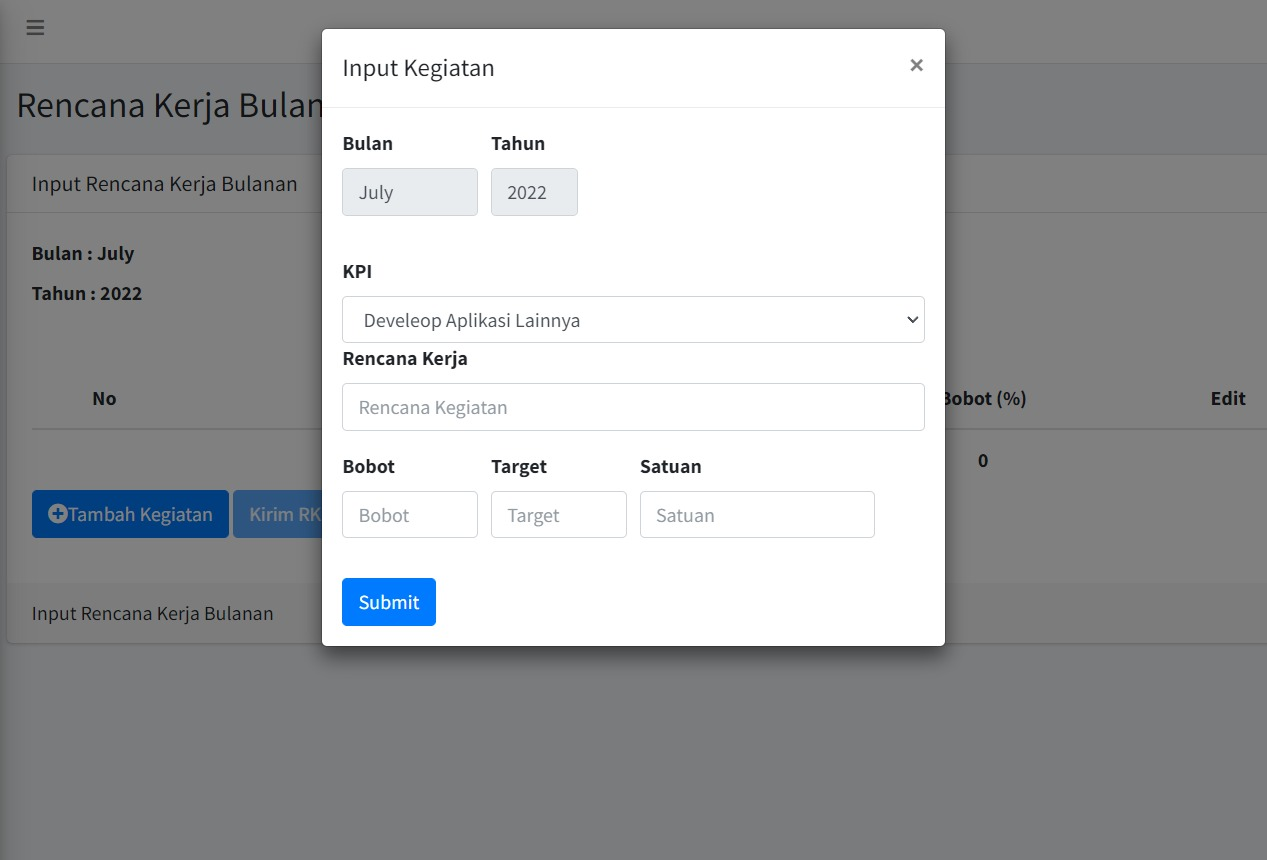 Input Kegiatan ×
Rencana Kerja Bulan
Input Rencana Kerja Bulanan
Bulan : July
Tahun : 2022
No Bobot (%) Edit
0
Tambah Kegiatan Kirim RK
Input Rencana Kerja Bulanan
Bulan Tahun
July 2022
KPI
Develeop Aplikasi Lainnya
Rencana Kerja
Rencana Kegiatan
Bobot Target Satuan
Bobot Target Satuan
Submit